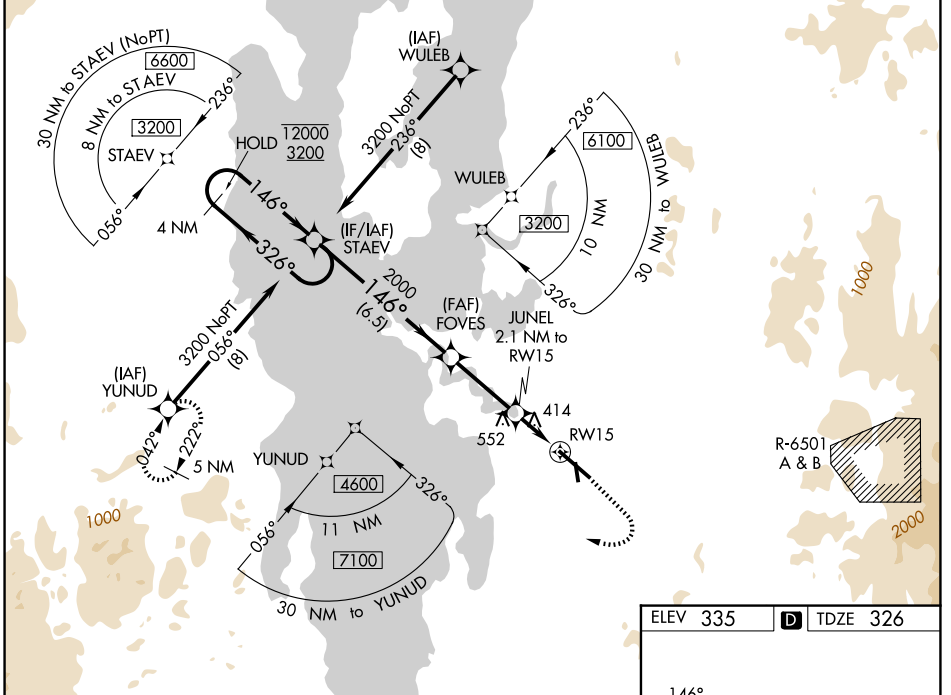 30 NM to STAEV (NoPT)
6600
8 NM to STAEV
3200
236°
STAEV
056°
HOLD
12000
3200
4 NM
146°
326°
(IF/IAF)
STAEV
(IAF)
WULEB
3200 NoPT
236°
(8)
WULEB
236°
6100
3200
10 NM
30 NM to WULEB
326°
2000
146°
(6.5)
(FAF)
FOVES
JUNEL
2.1 NM to
RW15
414
552
RW15
3200 NoPT
056°
(8)
(IAF)
YUNUD
042°
222°
5 NM
YUNUD
4600
326°
056°
11 NM
7100
30 NM to YUNUD
1000
1000
R-6501
A & B
2000
ELEV 335
D
TDZE 326
146°